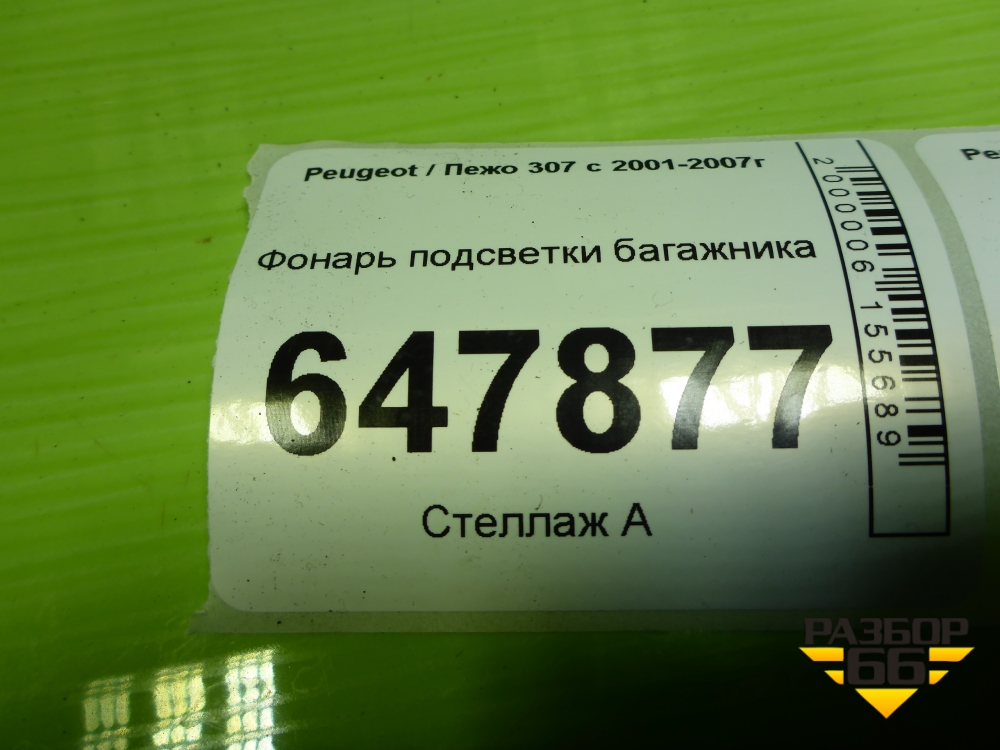 Peugeot / Пежо 307 с 2001-2007г
Фонарь подсветки багажника
647877
Стеллаж А
2000006155689
РАЗБОР
66